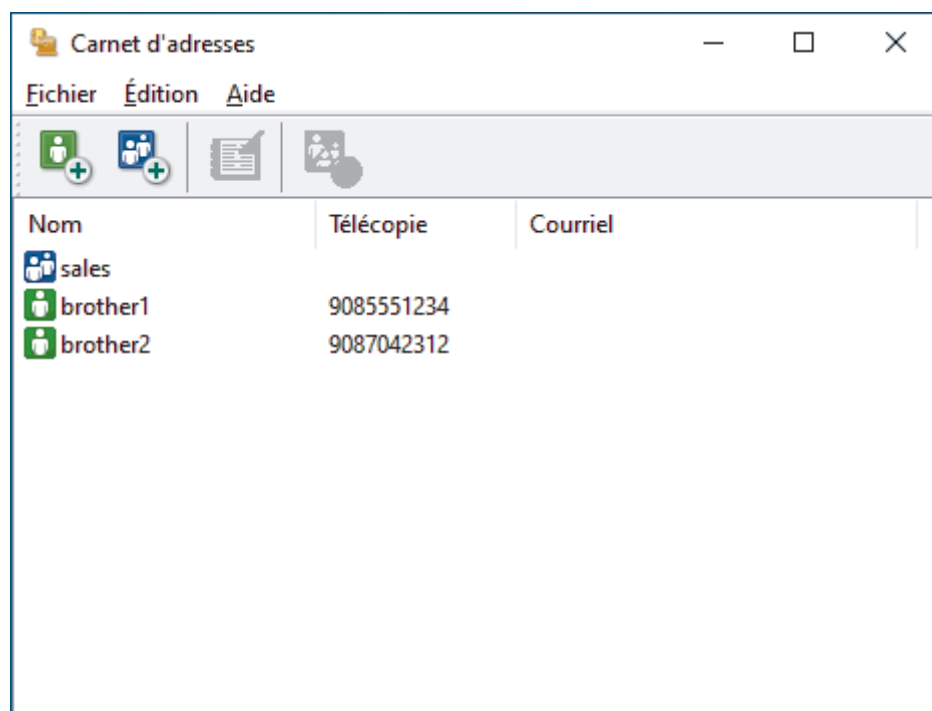 Carnet d'adresses
Fichier Édition Aide
Nom Télécopie Courriel
sales
brother1 9085551234
brother2 9087042312